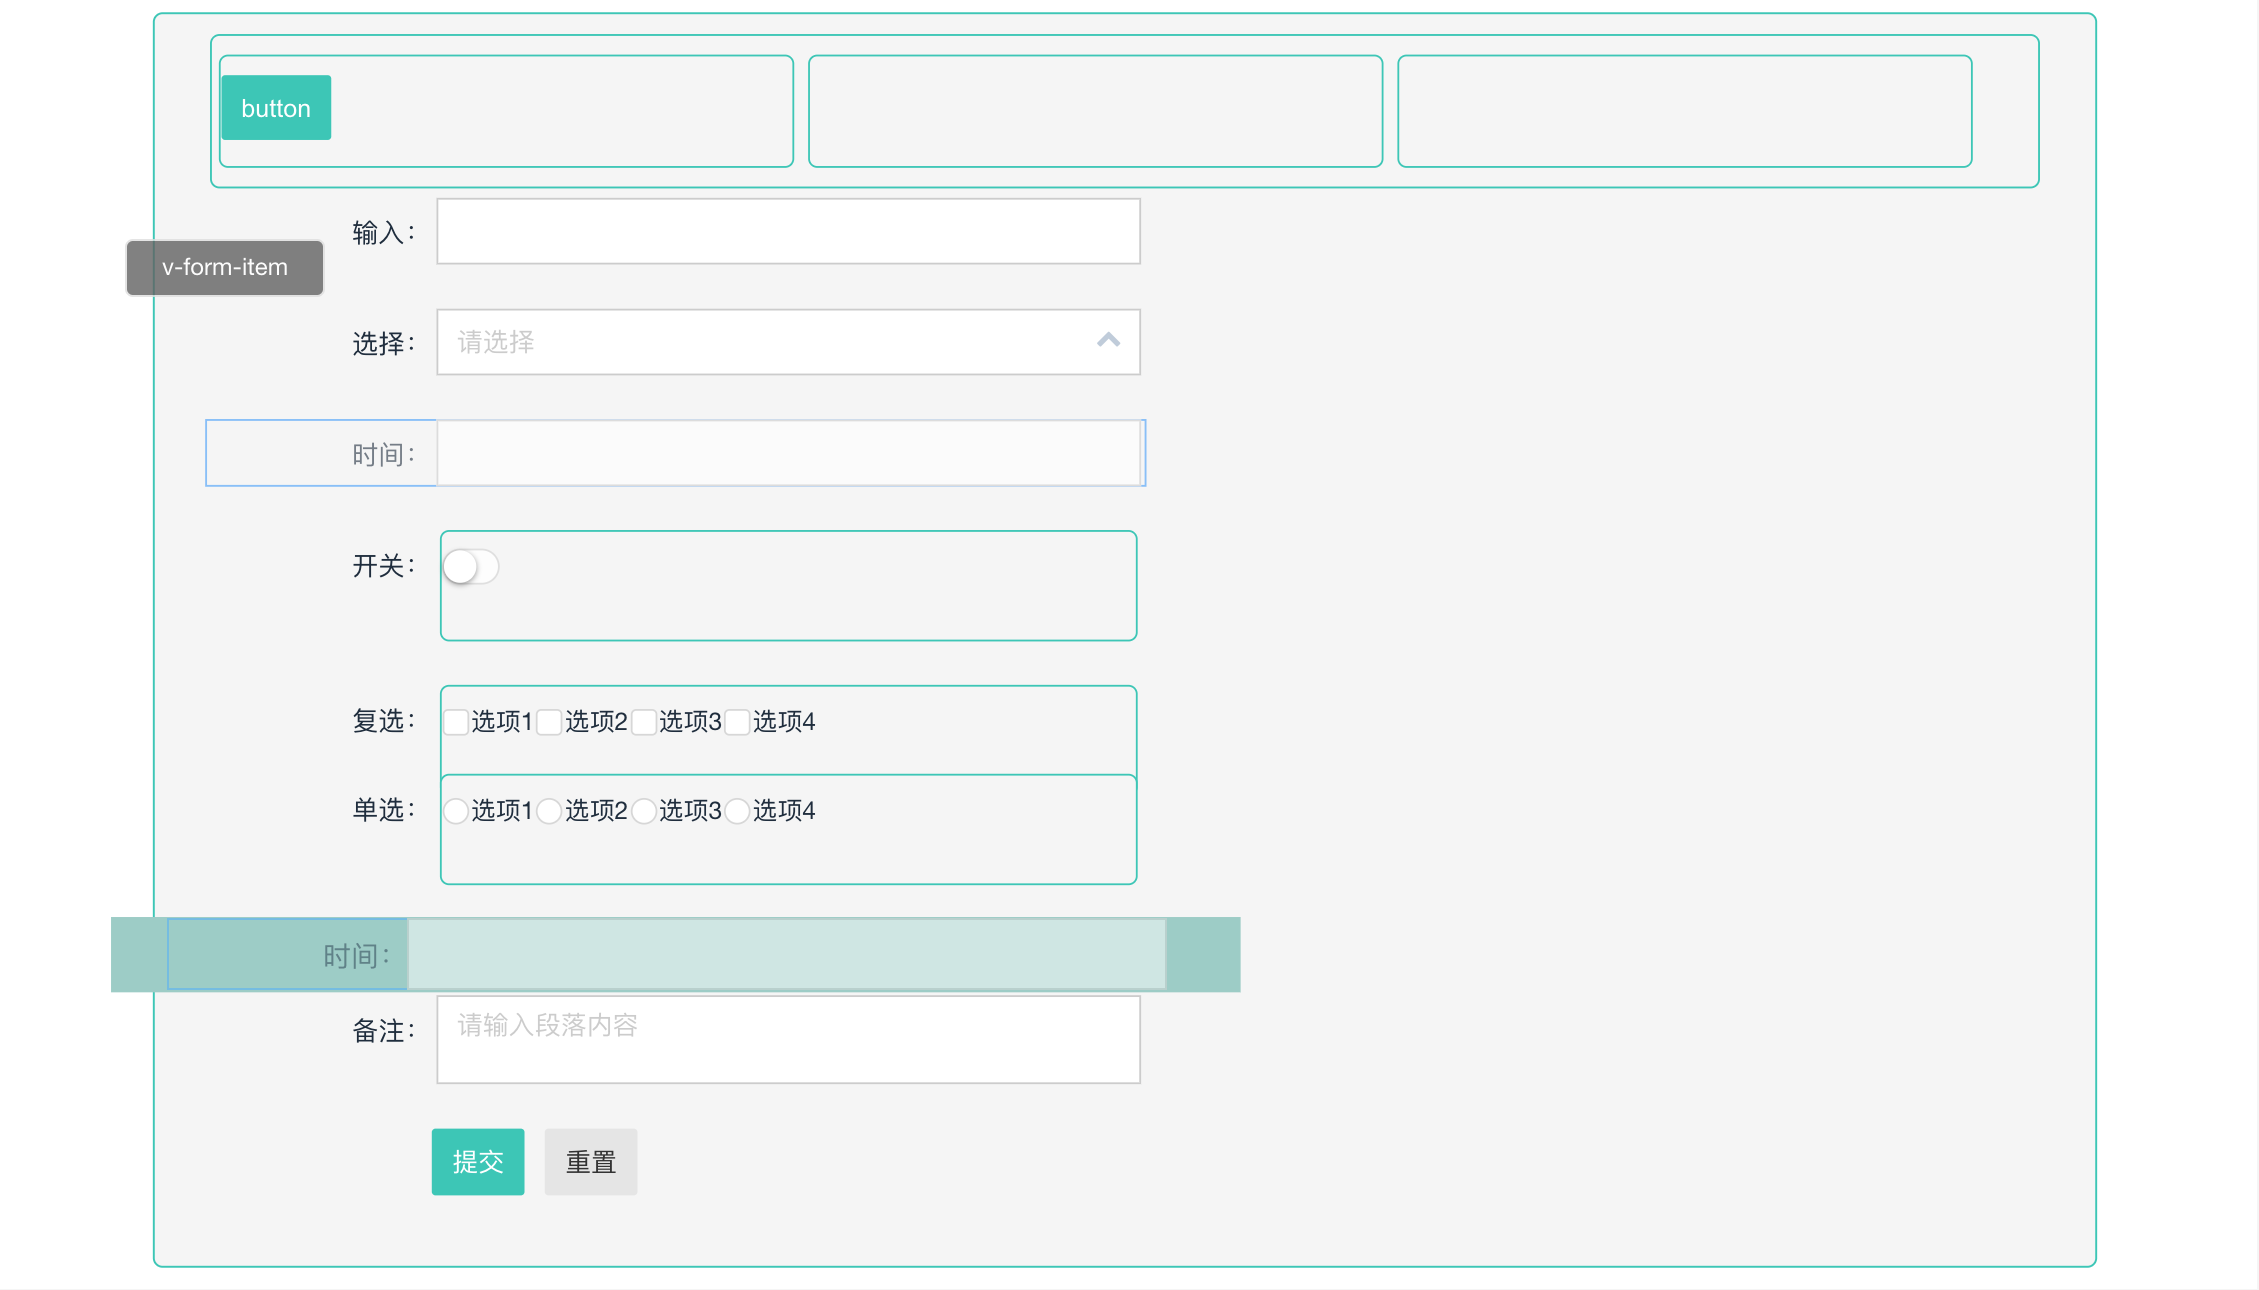 button
输入：
v-form-item
选择：
请选择
时间：
开关：
复选：
选项1 选项2 选项3 选项4
单选：
选项1 选项2 选项3 选项4
时间：
备注：
请输入段落内容
提交 重置